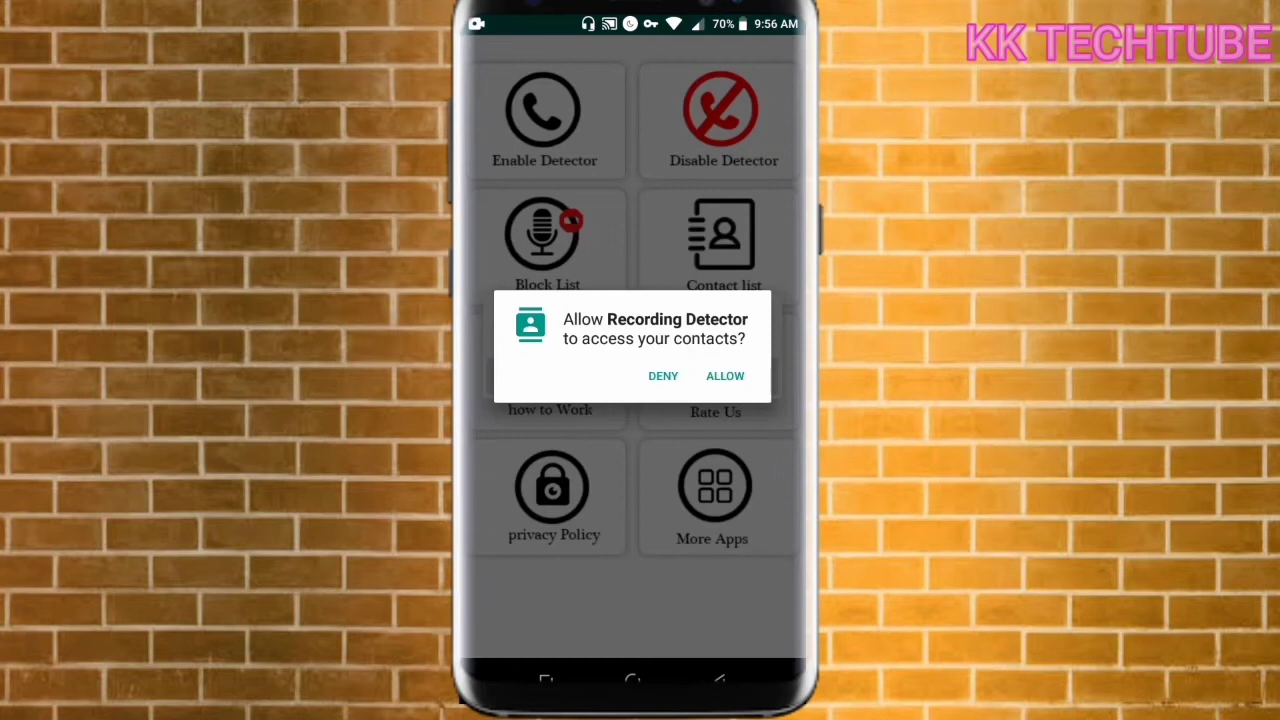 KK TECHTUBE
70% 9:56 AM
Enable Detector
Disable Detector
Block List
Contact list
Allow Recording Detector
to access your contacts?
DENY
ALLOW
how to Work
Rate Us
privacy Policy
More Apps